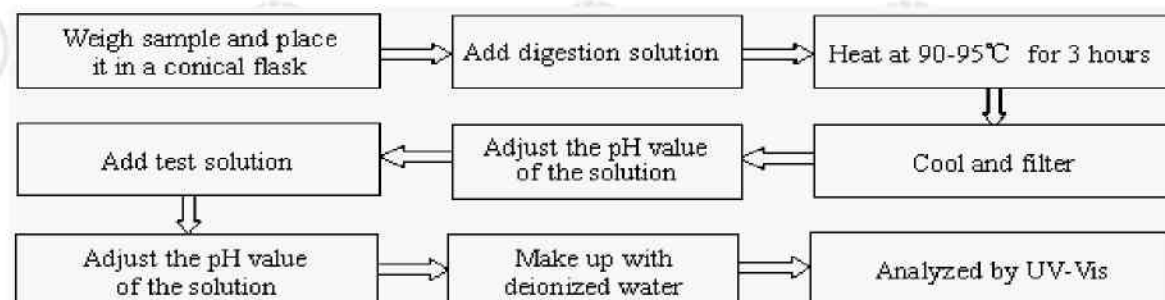 Weigh sample and place
it in a conical flask
Add digestion solution
Heat at 90-95℃ for 3 hours
Cool and filter
Adjust the pH value
of the solution
Add test solution
Adjust the pH value
of the solution
Make up with
deionized water
Analyzed by UV-Vis